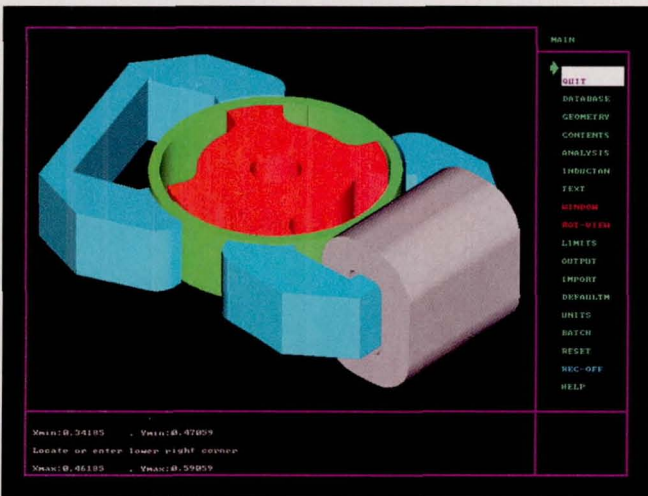 MAIN
QUIT
DATABASE
GEOMETRY
CONTENTS
ANALYSIS
INDUCTAN
TEXT
WINDOW
ROT-VIEW
LIMITS
OUTPUT
IMPORT
DEFAULTM
UNITS
BATCH
RESET
REC-OFF
HELP
Xmin:0.34185 , Ymin:0.47059
Locate or enter lower right corner
Xmax:0.46185 , Ymax:0.59059